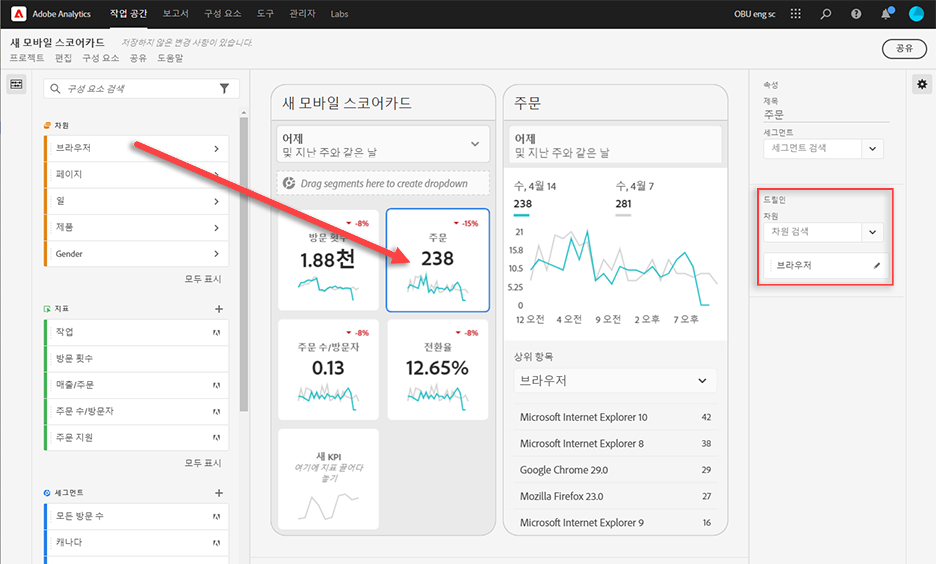 Adobe Analytics 작업 공간 보고서 구성 요소 도구 관리자 Labs OBU eng sc
새 모바일 스코어카드 저장하지 않은 변경 사항이 있습니다.
프로젝트 편집 구성 요소 공유 도움말
공유
구성 요소 검색
차원
브라우저
페이지
일
제품
Gender
모두 표시
지표
작업
방문 횟수
매출/주문
주문 수/방문자
주문 지원
모두 표시
세그먼트
모든 방문 수
캐나다
새 모바일 스코어카드
어제
및 지난 주와 같은 날
Drag segments here to create dropdown
-8%
방문 횟수
1.88천
-15%
주문
238
-8%
주문 수/방문자
0.13
-8%
전환율
12.65%
새 KPI
여기에 지표 끌어다
놓기
주문
어제
및 지난 주와 같은 날
수, 4월 14 수, 4월 7
238 281
21
15.8
10.5
5.25
0
12 오전 4 오전 9 오전 2 오후 7 오후
상위 항목
브라우저
Microsoft Internet Explorer 10 42
Microsoft Internet Explorer 8 38
Google Chrome 29.0 29
Mozilla Firefox 23.0 27
Microsoft Internet Explorer 9 16
속성
제목
주문
세그먼트
세그먼트 검색
드릴인
차원
차원 검색
브라우저